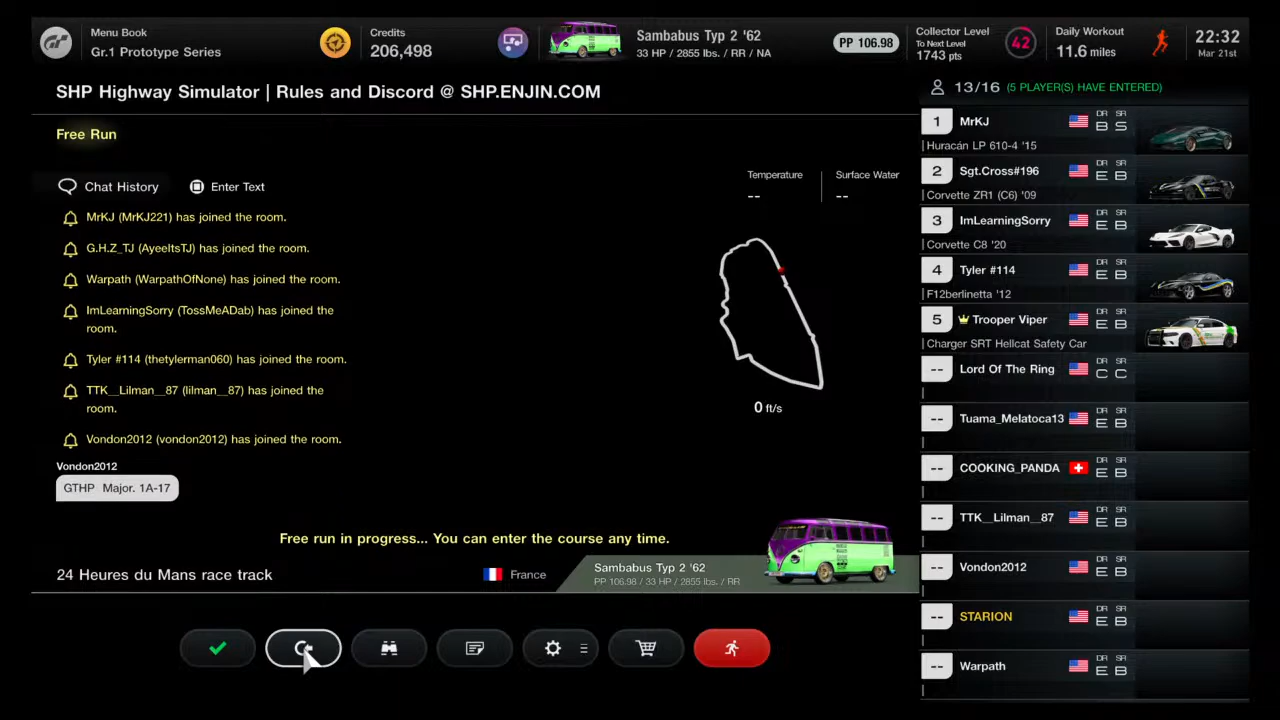 Menu Book
Gr.1 Prototype Series
Credits
206,498
Sambabus Typ 2 '62
33 HP / 2855 lbs. / RR / NA
PP 106.98
Collector Level
To Next Level
1743 pts
42
Daily Workout
11.6 miles
22:32
Mar 21st
SHP Highway Simulator | Rules and Discord @ SHP.ENJIN.COM
13/16 (5 PLAYER(S) HAVE ENTERED)
Free Run
Chat History
Enter Text
MrKJ (MrKJ221) has joined the room.
G.H.Z_TJ (AyeeItsTJ) has joined the room.
Warpath (WarpathOfNone) has joined the room.
ImLearningSorry (TossMeADab) has joined the
room.
Tyler #114 (thetylerman060) has joined the room.
TTK__Lilman__87 (lilman__87) has joined the
room.
Vondon2012 (vondon2012) has joined the room.
Vondon2012
GTHP Major. 1A-17
Temperature
--
Surface Water
--
0 ft/s
Free run in progress... You can enter the course any time.
24 Heures du Mans race track
France
Sambabus Typ 2 '62
PP 106.98 / 33 HP / 2855 lbs. / RR
1 MrKJ DR B SR S
Huracán LP 610-4 '15
2 Sgt.Cross#196 DR E SR B
Corvette ZR1 (C6) '09
3 ImLearningSorry DR E SR B
Corvette C8 '20
4 Tyler #114 DR E SR B
F12berlinetta '12
5 Trooper Viper DR E SR B
Charger SRT Hellcat Safety Car
-- Lord Of The Ring DR C SR C
-- Tuama_Melatoca13 DR E SR B
-- COOKING_PANDA DR E SR B
-- TTK__Lilman__87 DR E SR B
-- Vondon2012 DR E SR B
-- STARION DR E SR B
-- Warpath DR E SR B